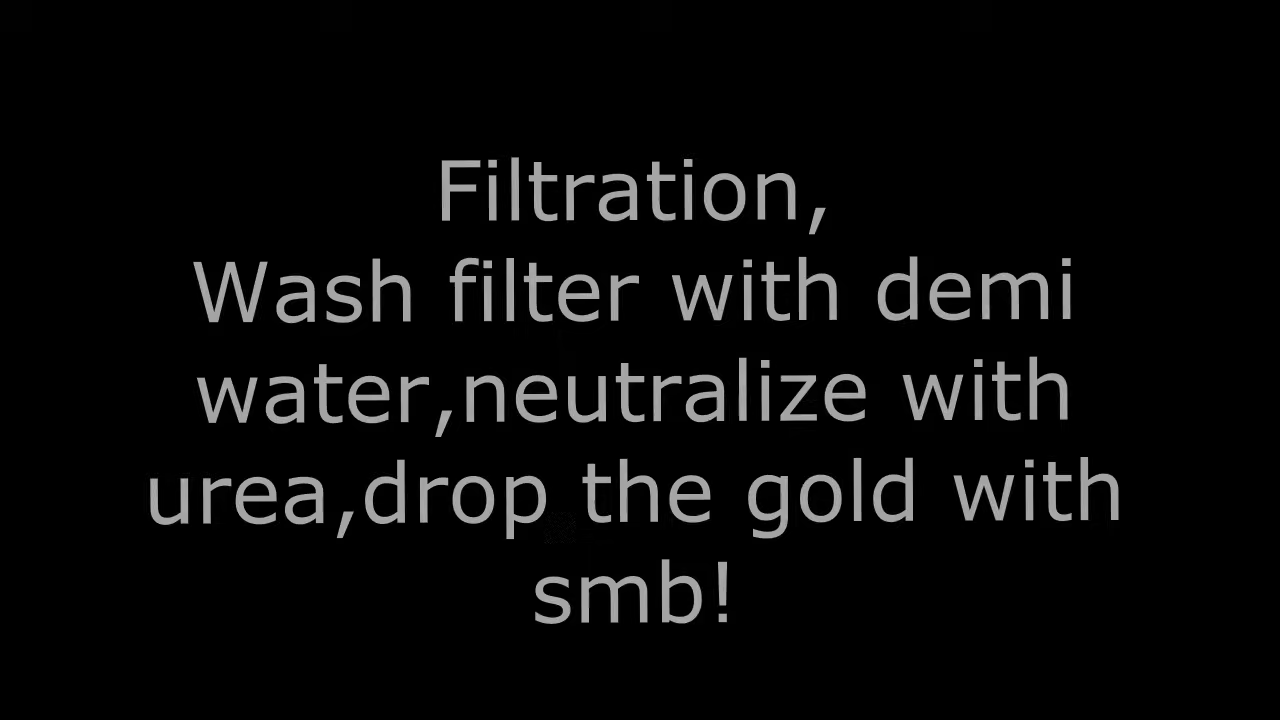 Filtration,
Wash filter with demi
water,neutralize with
urea,drop the gold with
smb!